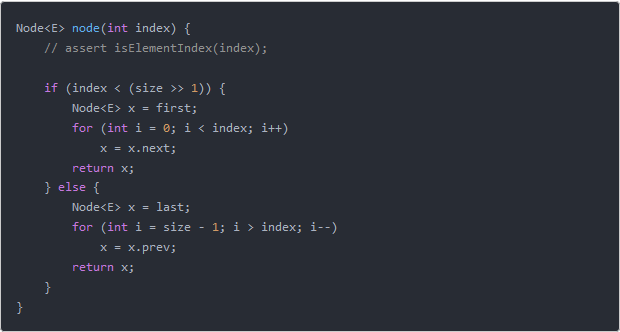 Node<E> node(int index) {
    // assert isElementIndex(index);

    if (index < (size >> 1)) {
        Node<E> x = first;
        for (int i = 0; i < index; i++)
            x = x.next;
        return x;
    } else {
        Node<E> x = last;
        for (int i = size - 1; i > index; i--)
            x = x.prev;
        return x;
    }
}